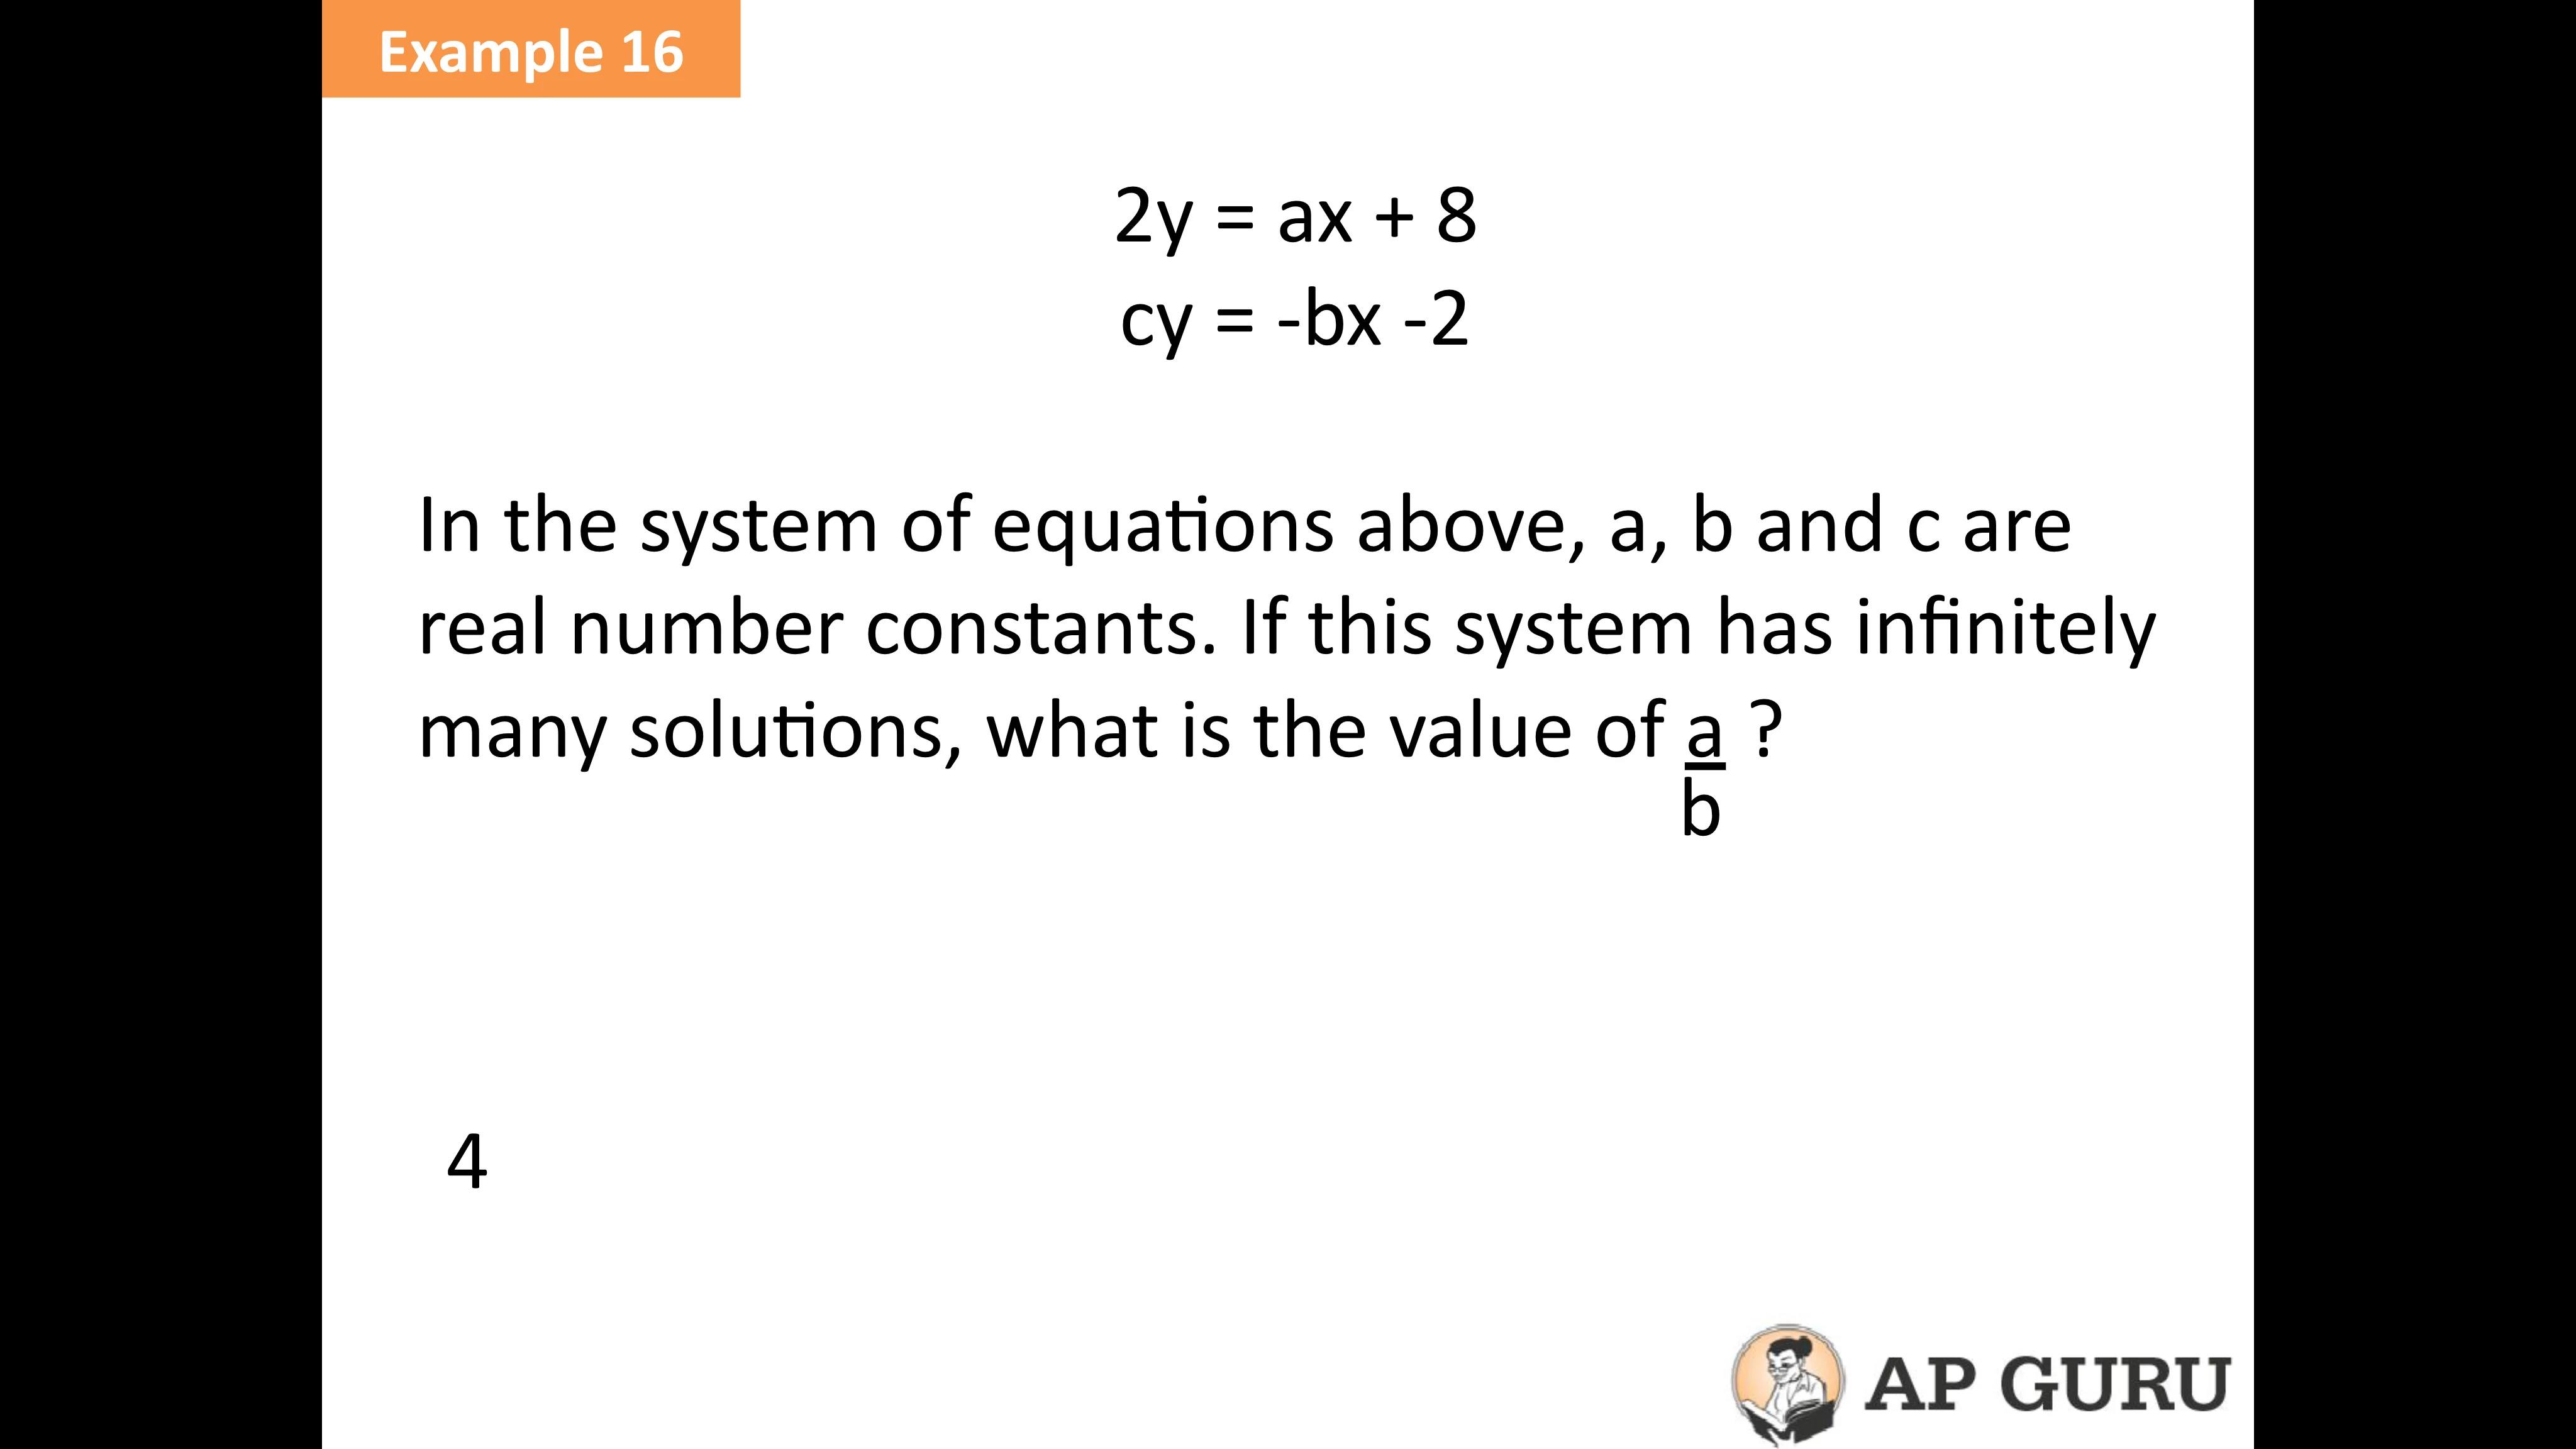 Example 16
2y = ax + 8
cy = -bx -2
In the system of equations above, a, b and c are
real number constants. If this system has infinitely
many solutions, what is the value of a ?
b
4
AP GURU